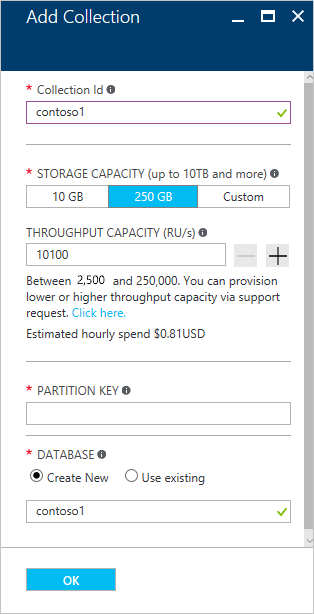 Add Collection
* Collection Id
contoso1
* STORAGE CAPACITY (up to 10TB and more)
10 GB 250 GB Custom
THROUGHPUT CAPACITY (RU/s)
10100
Between 2,500 and 250,000. You can provision
lower or higher throughput capacity via support
request. Click here.
Estimated hourly spend $0.81USD
* PARTITION KEY
* DATABASE
Create New Use existing
contoso1
OK